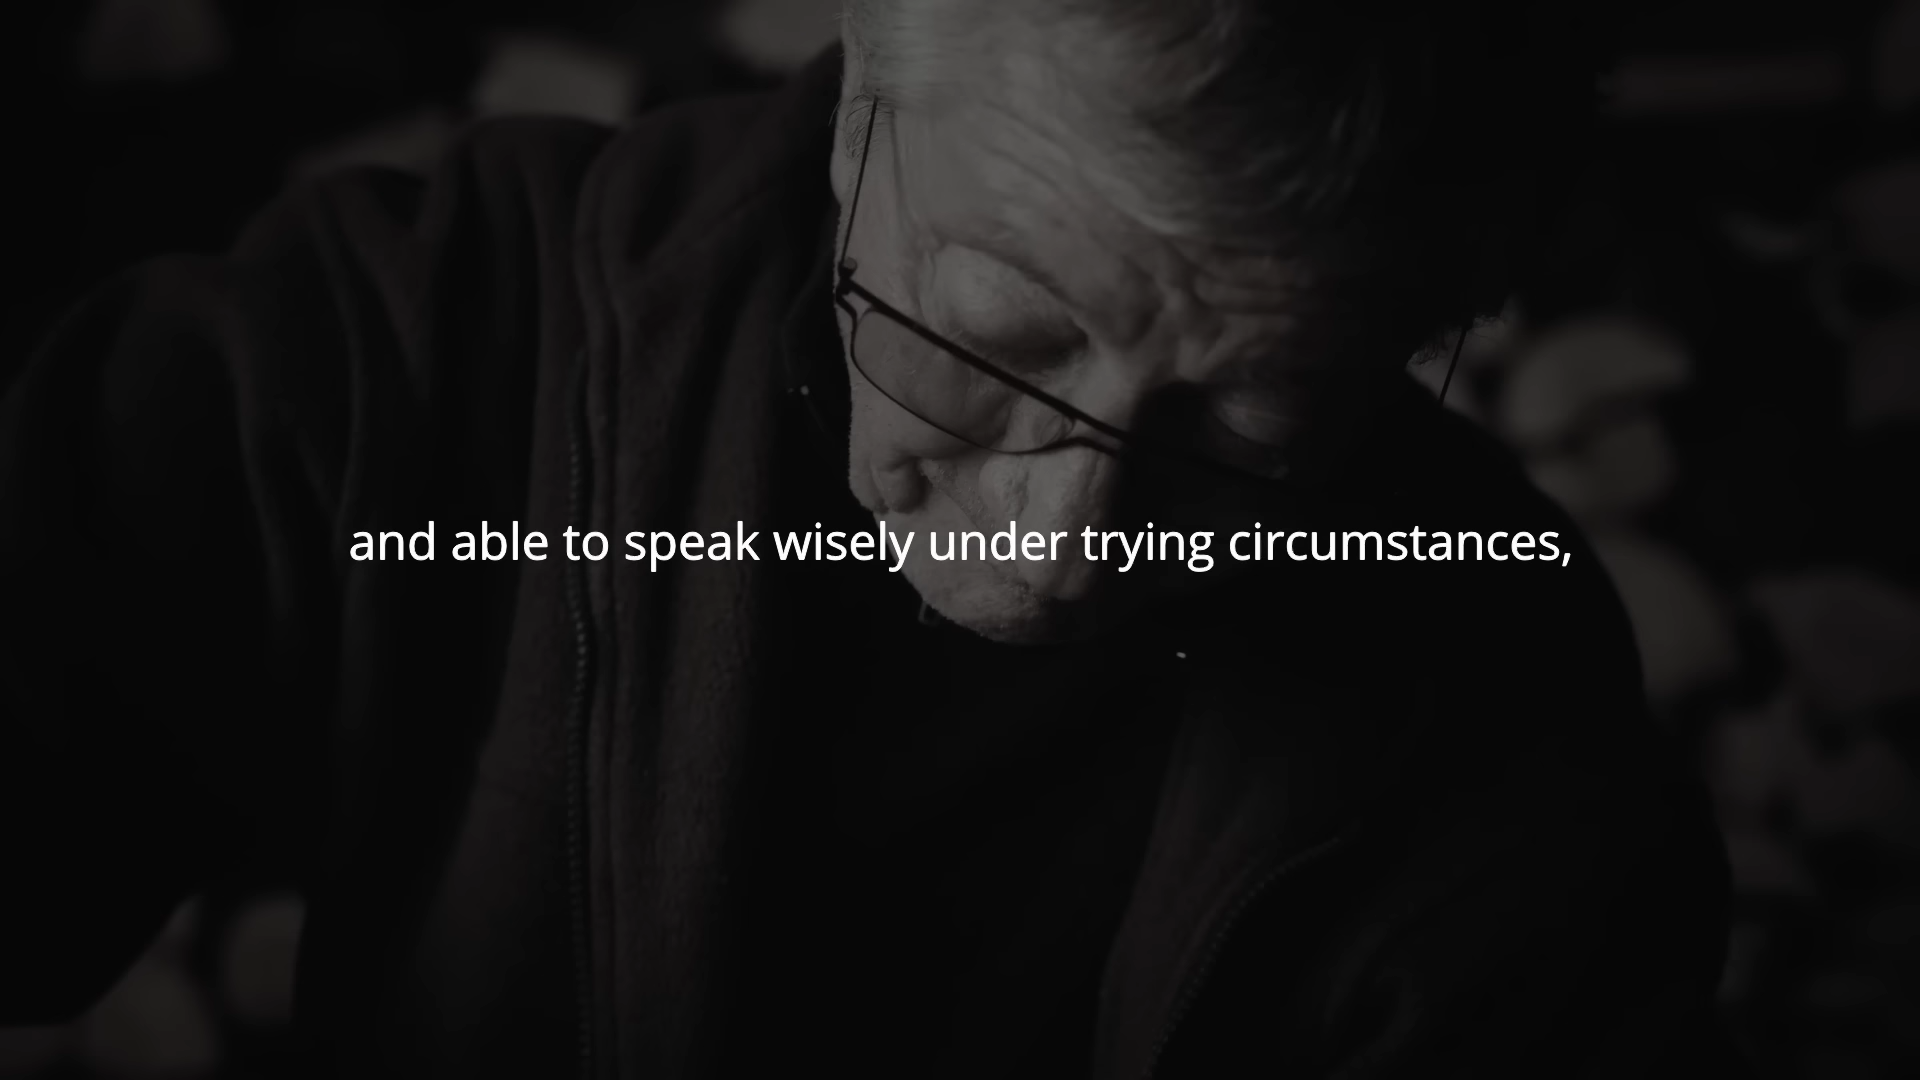 and able to speak wisely under trying circumstances,